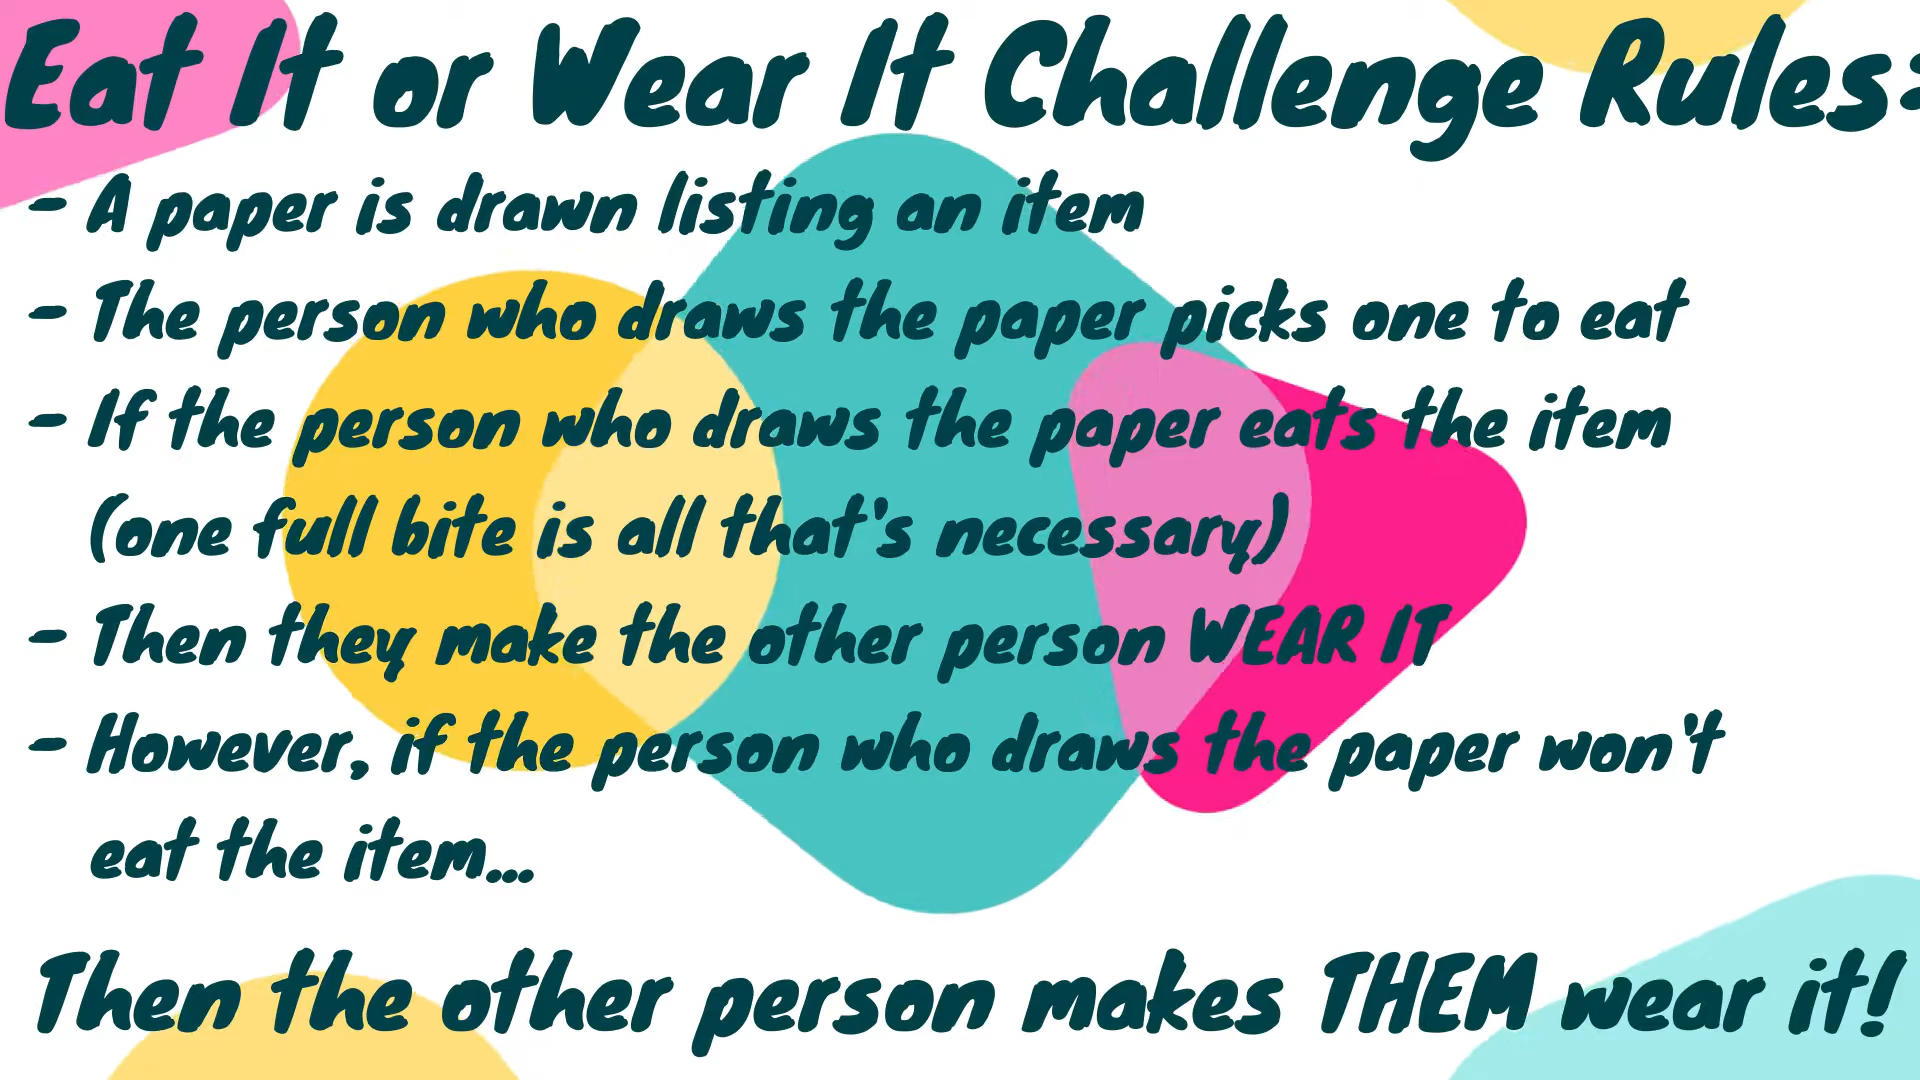 Eat It or Wear It Challenge Rules:
- A paper is drawn listing an item
- The person who draws the paper picks one to eat
- If the person who draws the paper eats the item
(one full bite is all that's necessary)
- Then they make the other person WEAR IT
- However, if the person who draws the paper won't
eat the item...
Then the other person makes THEM wear it!